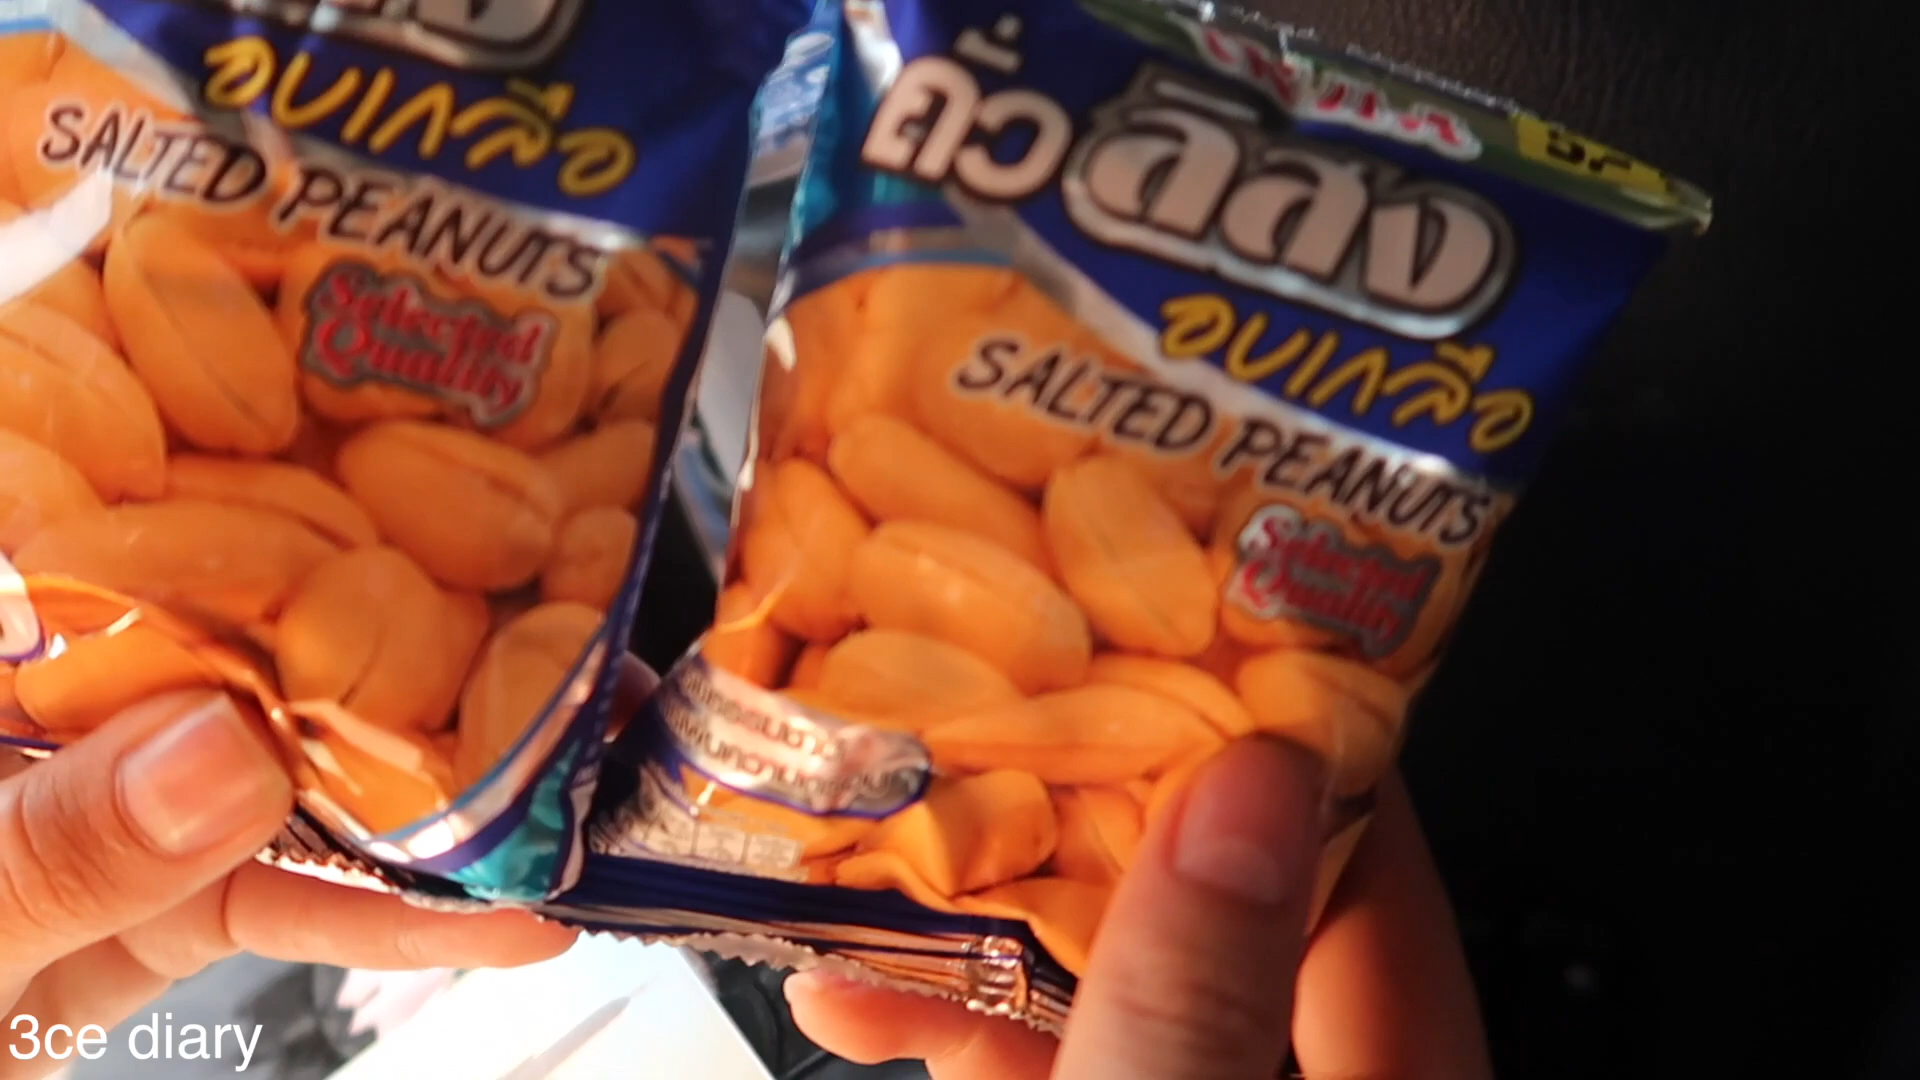 อบเกลือ
SALTED PEANUTS
Selected
Quality
ถั่วลิสง
อบเกลือ
SALTED PEANUTS
Selected
Quality
3ce diary